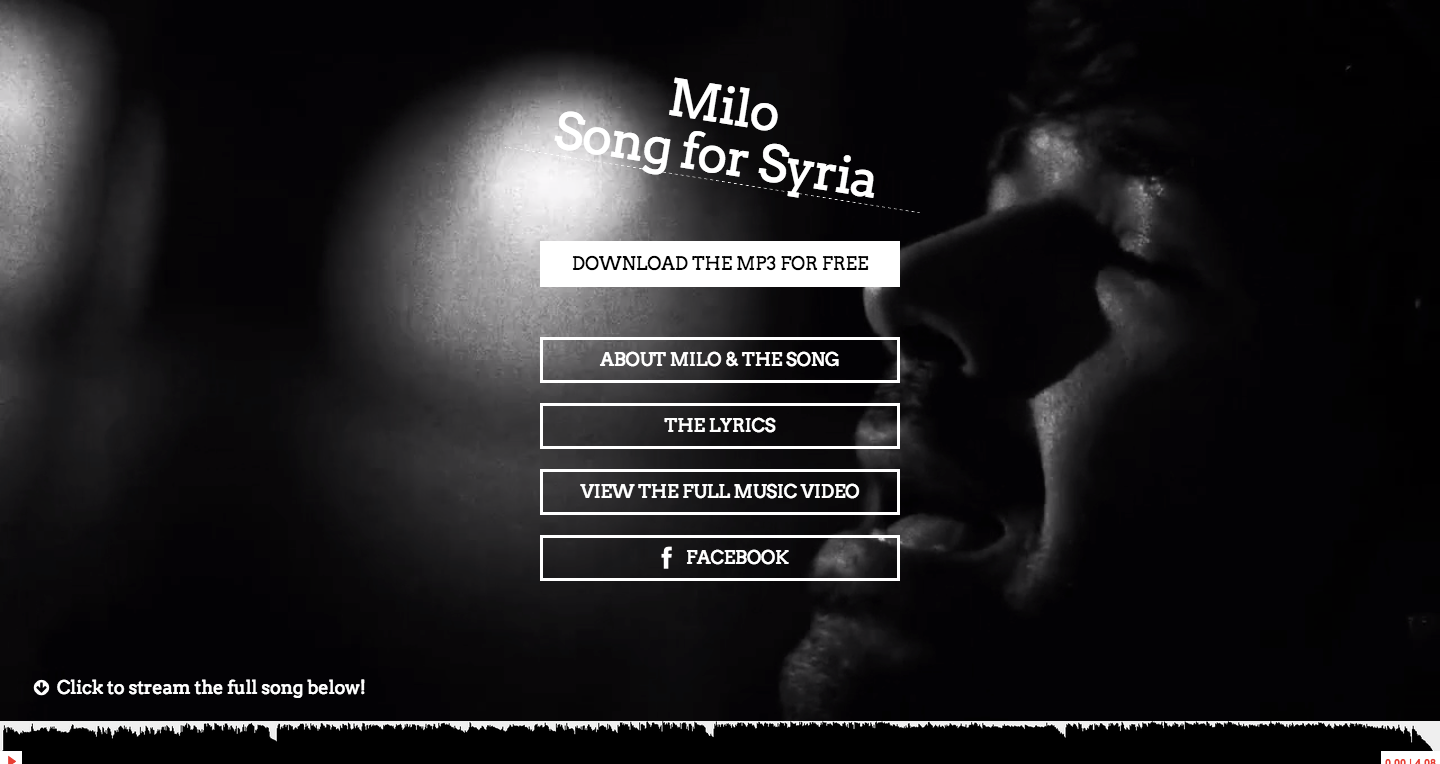 Milo
Song for Syria
DOWNLOAD THE MP3 FOR FREE
ABOUT MILO & THE SONG
THE LYRICS
VIEW THE FULL MUSIC VIDEO
FACEBOOK
Click to stream the full song below!
0.00 | 4.08